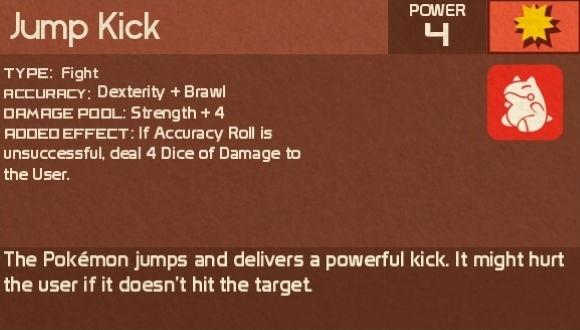 Jump Kick
POWER
4
TYPE: Fight
ACCURACY: Dexterity + Brawl
DAMAGE POOL: Strength + 4
ADDED EFFECT: If Accuracy Roll is
unsuccessful, deal 4 Dice of Damage to
the User.
The Pokémon jumps and delivers a powerful kick. It might hurt
the user if it doesn't hit the target.